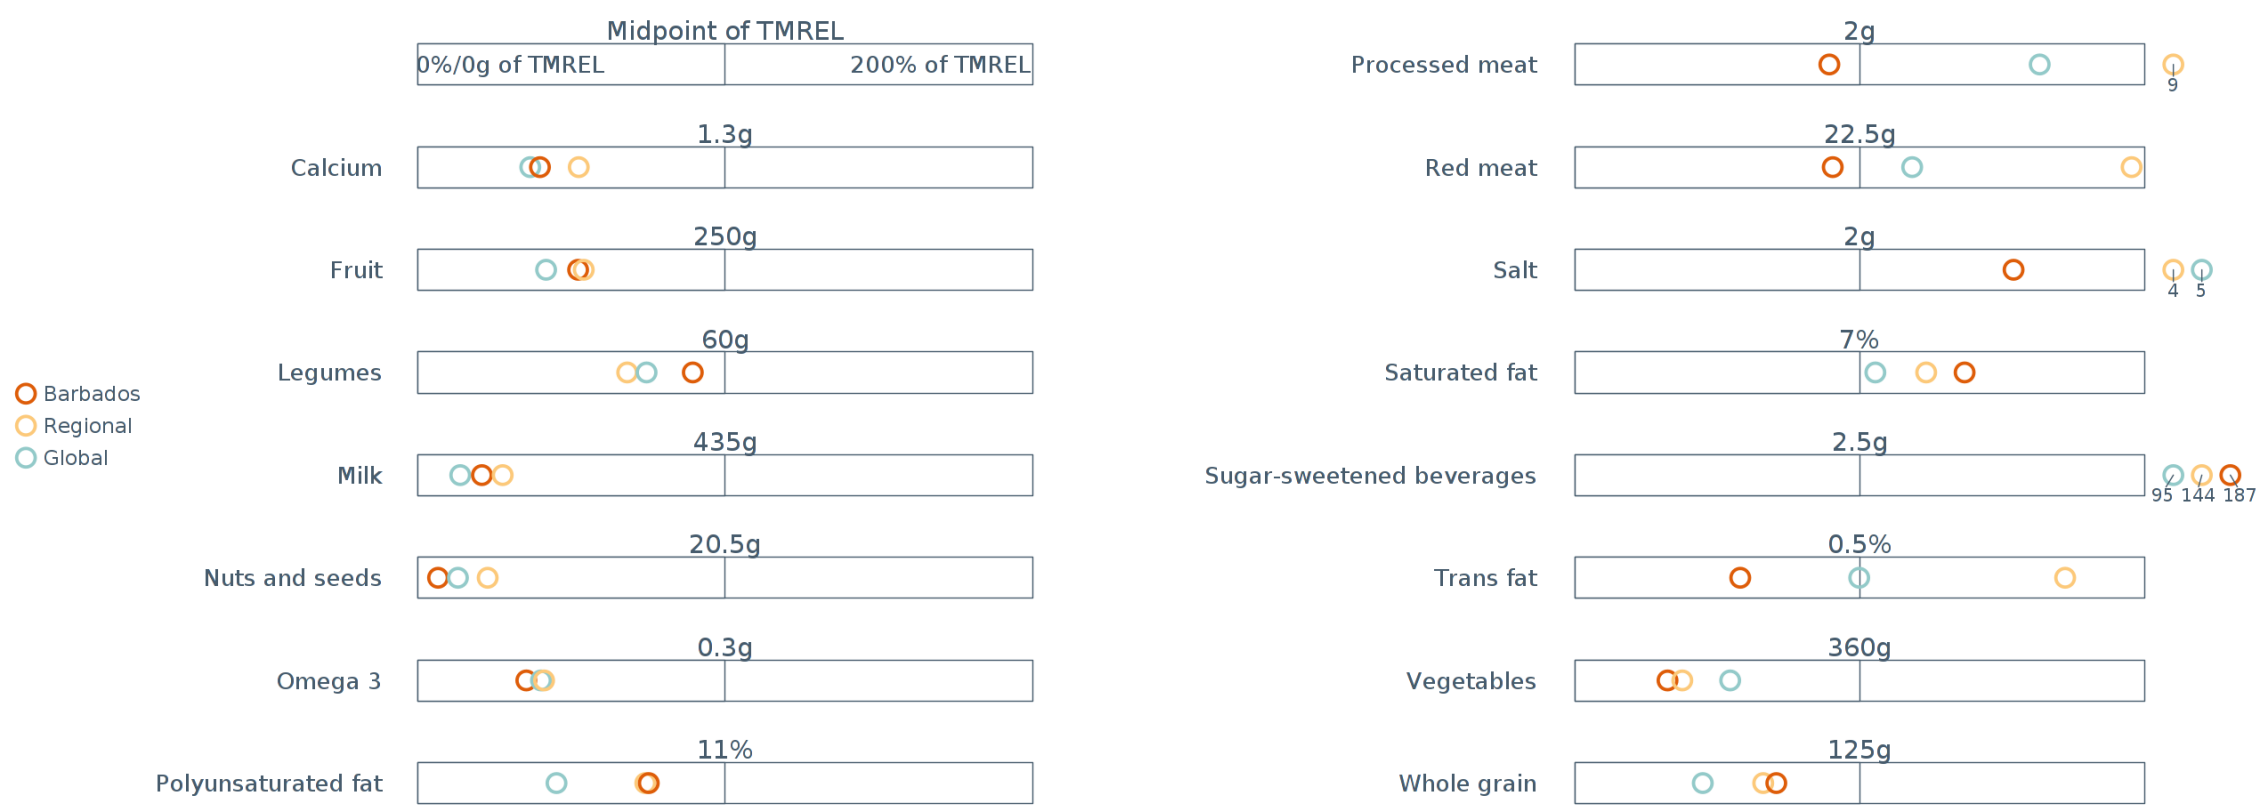 Midpoint of TMREL
0%/0g of TMREL
200% of TMREL
1.3g
Calcium
250g
Fruit
60g
Legumes
435g
Milk
20.5g
Nuts and seeds
0.3g
Omega 3
11%
Polyunsaturated fat
Barbados
Regional
Global
2g
Processed meat
9
22.5g
Red meat
2g
Salt
4 5
7%
Saturated fat
2.5g
Sugar-sweetened beverages
95 144 187
0.5%
Trans fat
360g
Vegetables
125g
Whole grain